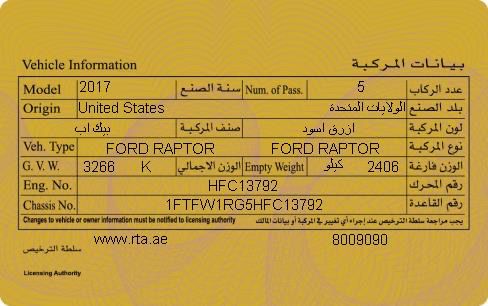 Vehicle Information بيانات المركبة
Model 2017 سنة الصنع Num. of Pass. 5 عدد الركاب
Origin United States الولايات المتحدة بلد الصنع
بيك اب صنف المركبة ازرق اسود لون المركبة
Veh. Type FORD RAPTOR FORD RAPTOR نوع المركبة
G. V. W. 3266 K الوزن الاجمالي Empty Weight كيلو 2406 الوزن فارغة
Eng. No. HFC13792 رقم المحرك
Chassis No. 1FTFW1RG5HFC13792 رقم القاعدة
Changes to vehicle or owner information must be notified to licensing authority يجب مراجعة سلطة الترخيص عند إجراء أي تغيير في المركبة أو بيانات المالك
www.rta.ae 8009090
سلطة الترخيص
Licensing Authority